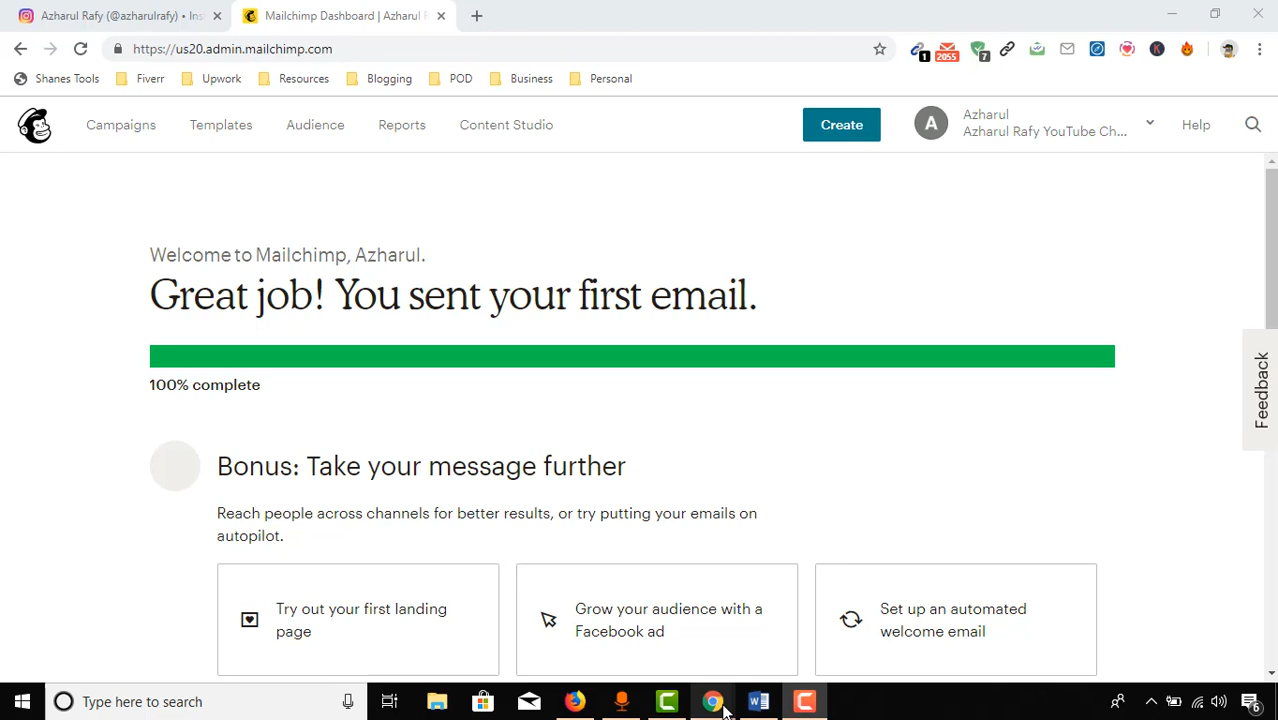 Azharul Rafy (@azharulrafy) • Ins
Mailchimp Dashboard | Azharul R
https://us20.admin.mailchimp.com
1
2055
7
K
Shanes Tools
Fiverr
Upwork
Resources
Blogging
POD
Business
Personal
Campaigns
Templates
Audience
Reports
Content Studio
Create
A
Azharul
Azharul Rafy YouTube Ch...
Help
Welcome to Mailchimp, Azharul.
Great job! You sent your first email.
100% complete
Feedback
Bonus: Take your message further
Reach people across channels for better results, or try putting your emails on
autopilot.
Try out your first landing
page
Grow your audience with a
Facebook ad
Set up an automated
welcome email
Type here to search
6